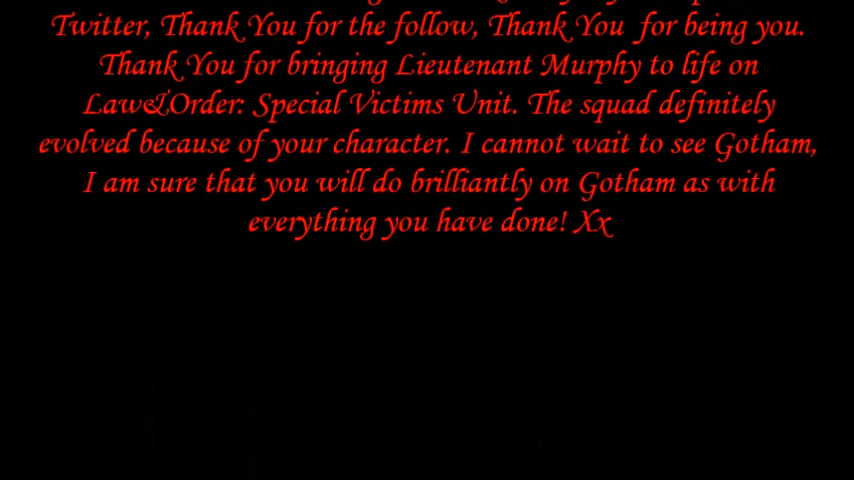 Twitter, Thank You for the follow, Thank You for being you.
Thank You for bringing Lieutenant Murphy to life on
Law&Order: Special Victims Unit. The squad definitely
evolved because of your character. I cannot wait to see Gotham,
I am sure that you will do brilliantly on Gotham as with
everything you have done! Xx